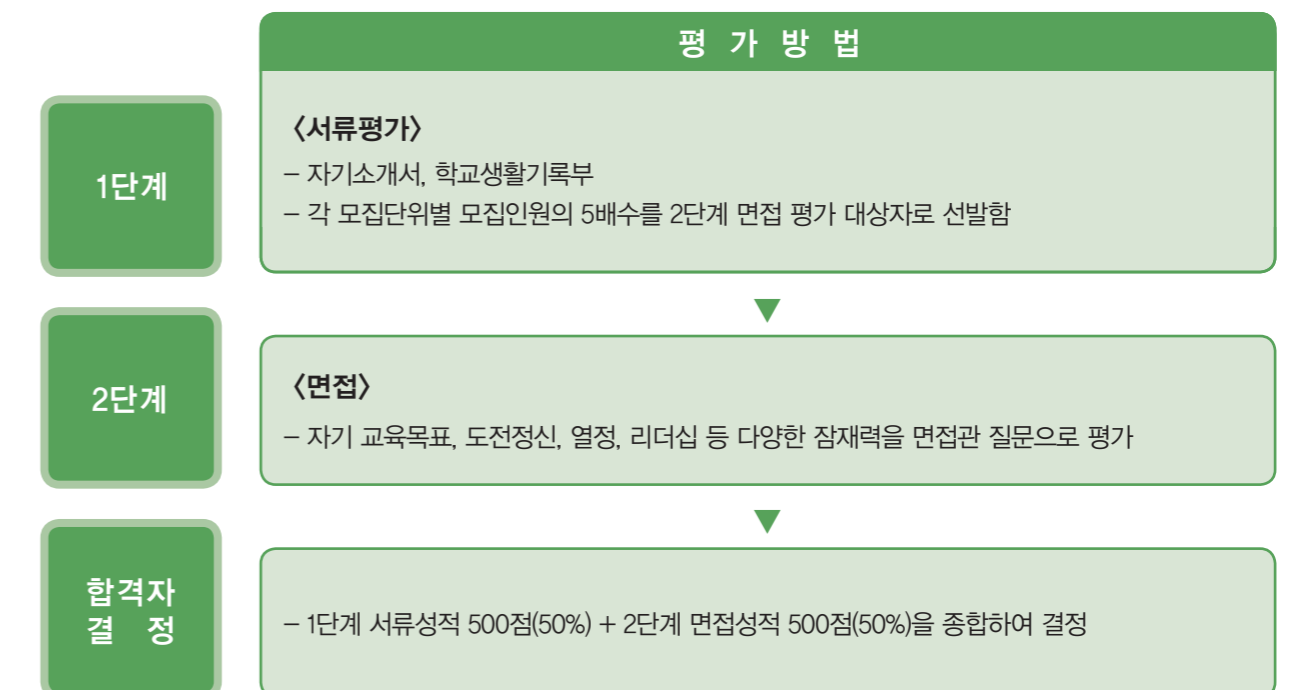 평 가 방 법
1단계
〈서류평가〉
– 자기소개서, 학교생활기록부
– 각 모집단위별 모집인원의 5배수를 2단계 면접 평가 대상자로 선발함
2단계
〈면접〉
– 자기 교육목표, 도전정신, 열정, 리더십 등 다양한 잠재력을 면접관 질문으로 평가
합격자
결 정
– 1단계 서류성적 500점(50%) + 2단계 면접성적 500점(50%)을 종합하여 결정